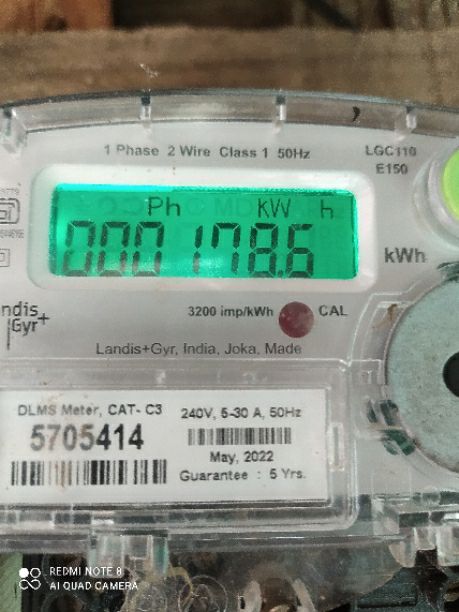 1 Phase 2 Wire Class 1 50Hz
LGC110
E150
Ph KW h
000178.6
kWh
ndis
Gyr+
3200 imp/kWh CAL
Landis+Gyr, India, Joka, Made
DLMS Meter, CAT- C3
5705414
240V, 5-30 A, 50Hz
May, 2022
Guarantee : 5 Yrs.
REDMI NOTE 8
AI QUAD CAMERA